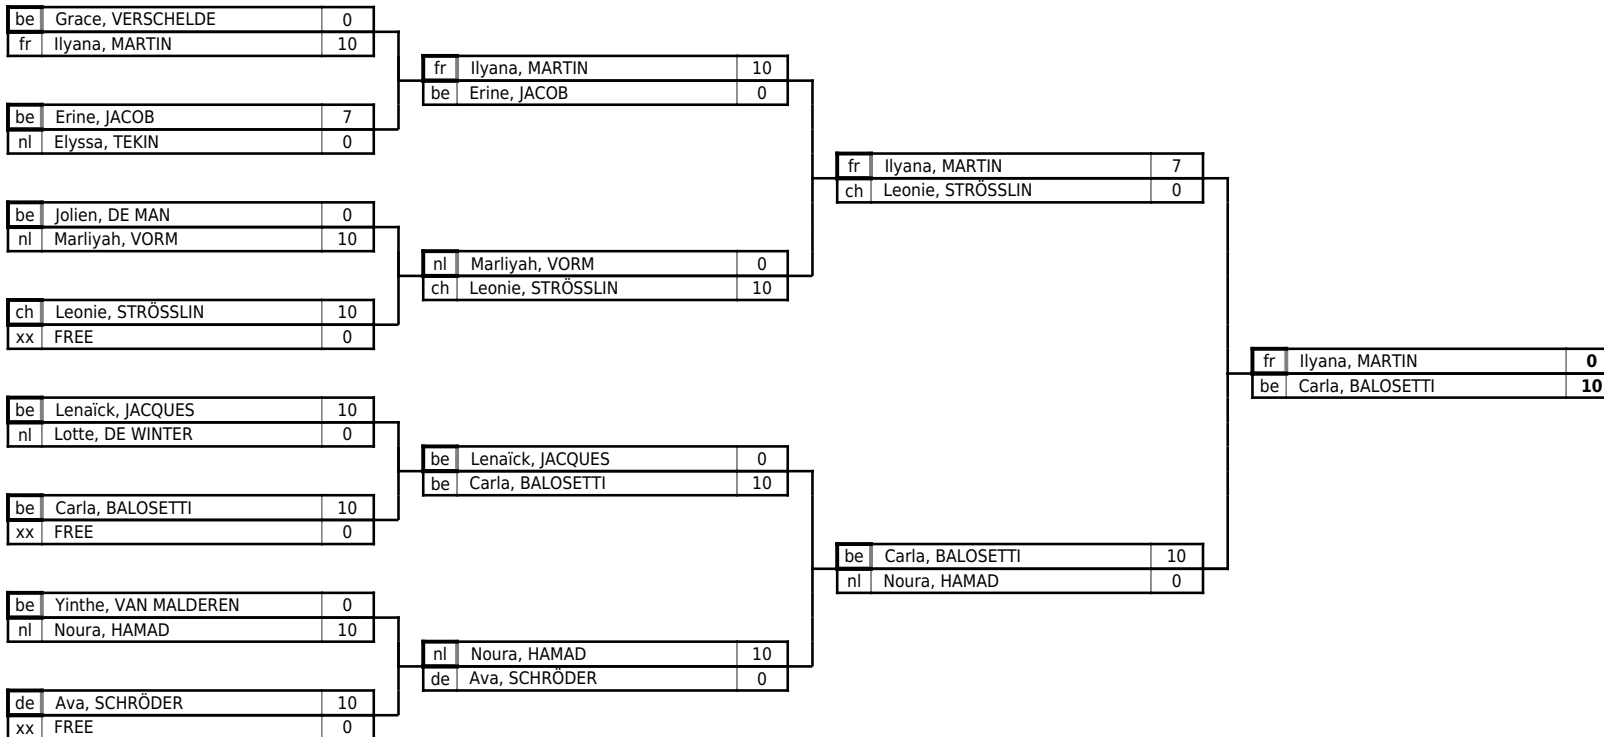 be Grace, VERSCHELDE 0
fr Ilyana, MARTIN 10
be Erine, JACOB 7
nl Elyssa, TEKIN 0
be Jolien, DE MAN 0
nl Marliyah, VORM 10
ch Leonie, STRÖSSLIN 10
xx FREE 0
be Lenaïck, JACQUES 10
nl Lotte, DE WINTER 0
be Carla, BALOSETTI 10
xx FREE 0
be Yinthe, VAN MALDEREN 0
nl Noura, HAMAD 10
de Ava, SCHRÖDER 10
xx FREE 0
fr Ilyana, MARTIN 10
be Erine, JACOB 0
nl Marliyah, VORM 0
ch Leonie, STRÖSSLIN 10
be Lenaïck, JACQUES 0
be Carla, BALOSETTI 10
nl Noura, HAMAD 10
de Ava, SCHRÖDER 0
fr Ilyana, MARTIN 7
ch Leonie, STRÖSSLIN 0
be Carla, BALOSETTI 10
nl Noura, HAMAD 0
fr Ilyana, MARTIN 0
be Carla, BALOSETTI 10